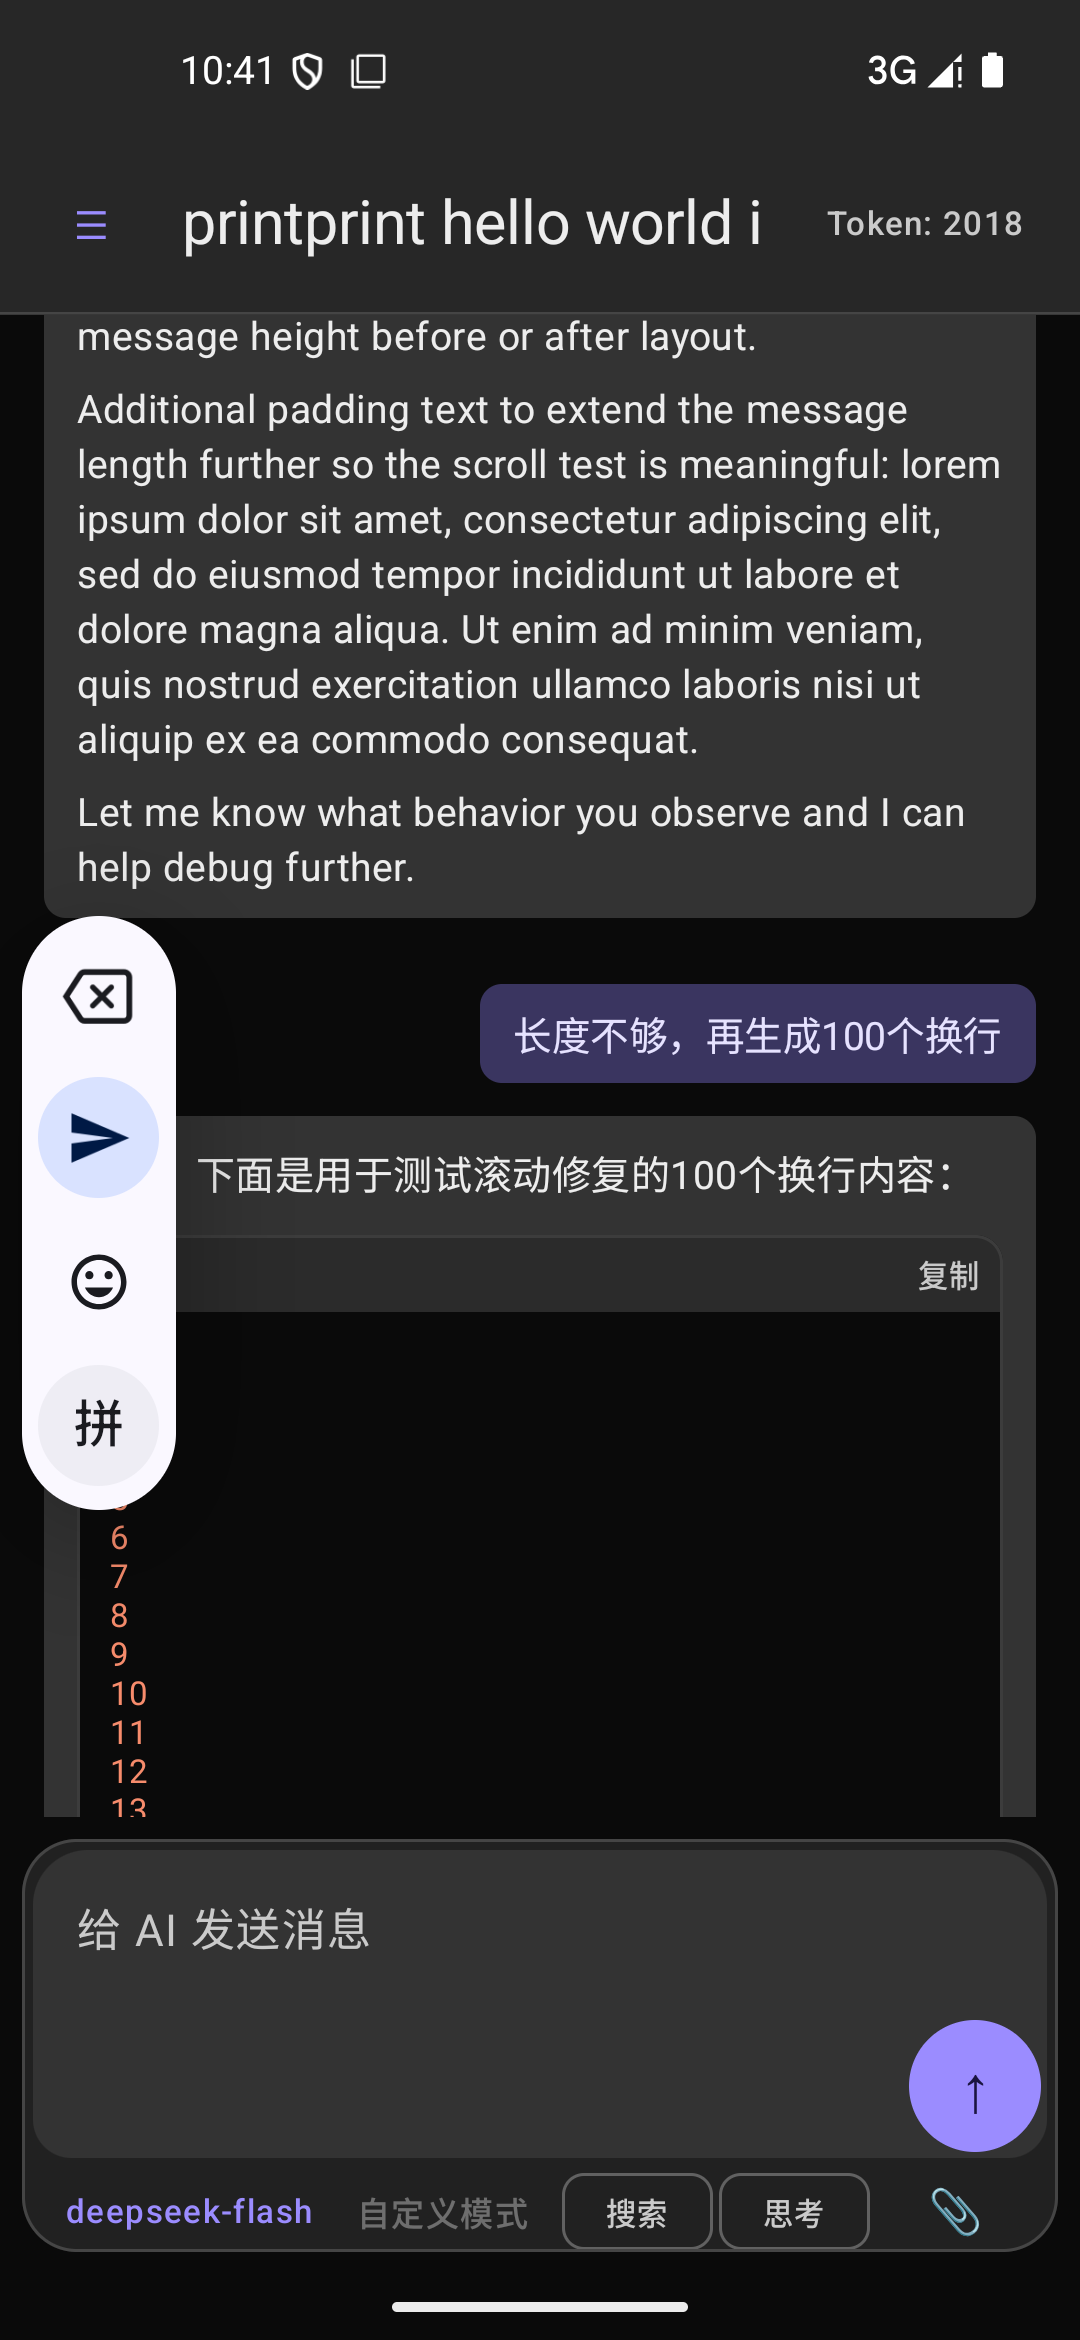 10:41
3G
☰ printprint hello world i
Token: 2018
message height before or after layout.
Additional padding text to extend the message
length further so the scroll test is meaningful: lorem
ipsum dolor sit amet, consectetur adipiscing elit,
sed do eiusmod tempor incididunt ut labore et
dolore magna aliqua. Ut enim ad minim veniam,
quis nostrud exercitation ullamco laboris nisi ut
aliquip ex ea commodo consequat.
Let me know what behavior you observe and I can
help debug further.
长度不够，再生成100个换行
下面是用于测试滚动修复的100个换行内容：
复制
拼
6
7
8
9
10
11
12
13
给 AI 发送消息
↑
deepseek-flash 自定义模式 搜索 思考